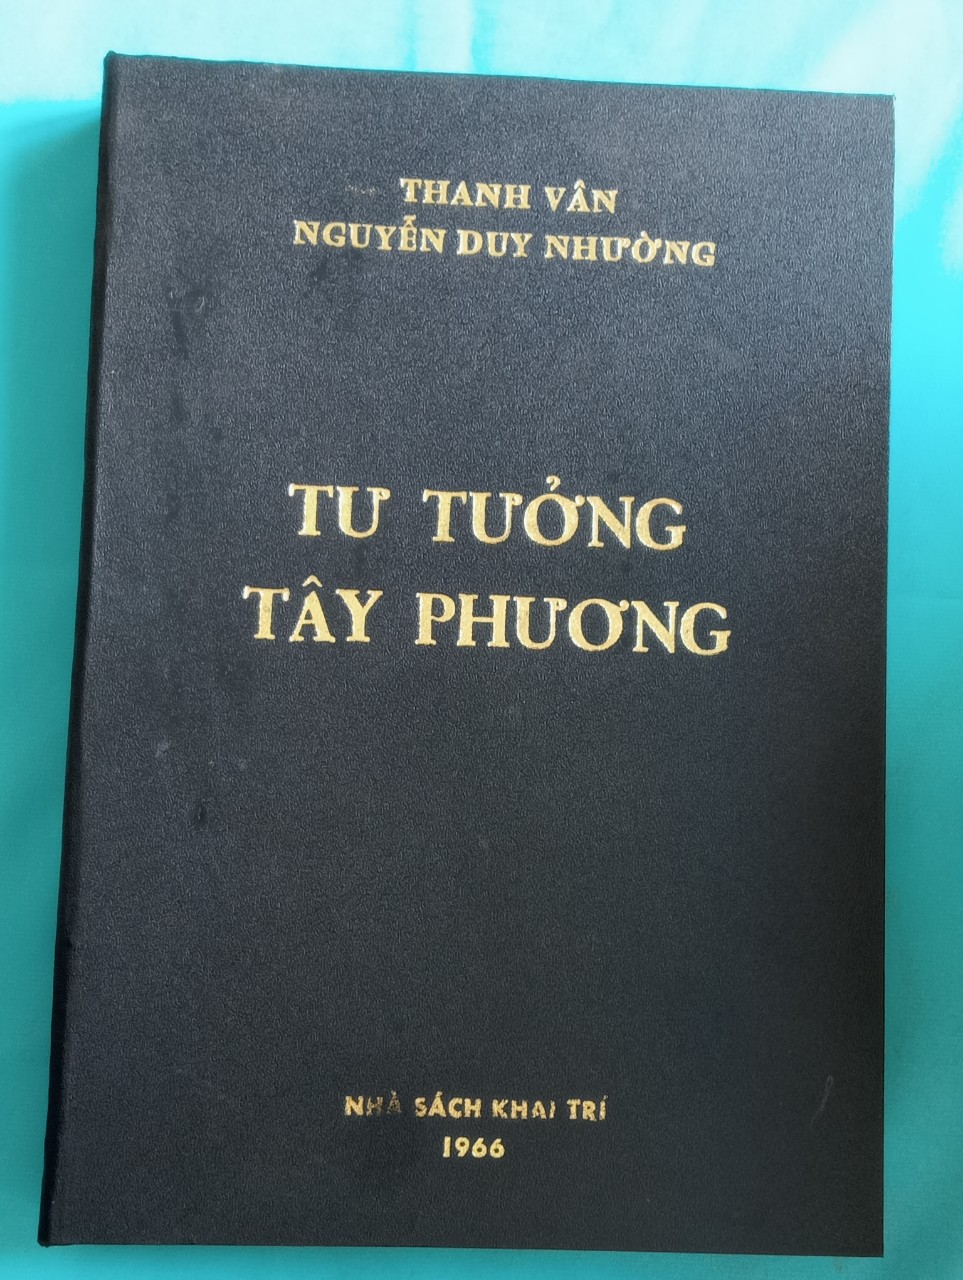 THANH VÂN
NGUYỄN DUY NHƯỜNG
TƯ TƯỞNG
TÂY PHƯƠNG
NHÀ SÁCH KHAI TRÍ
1966